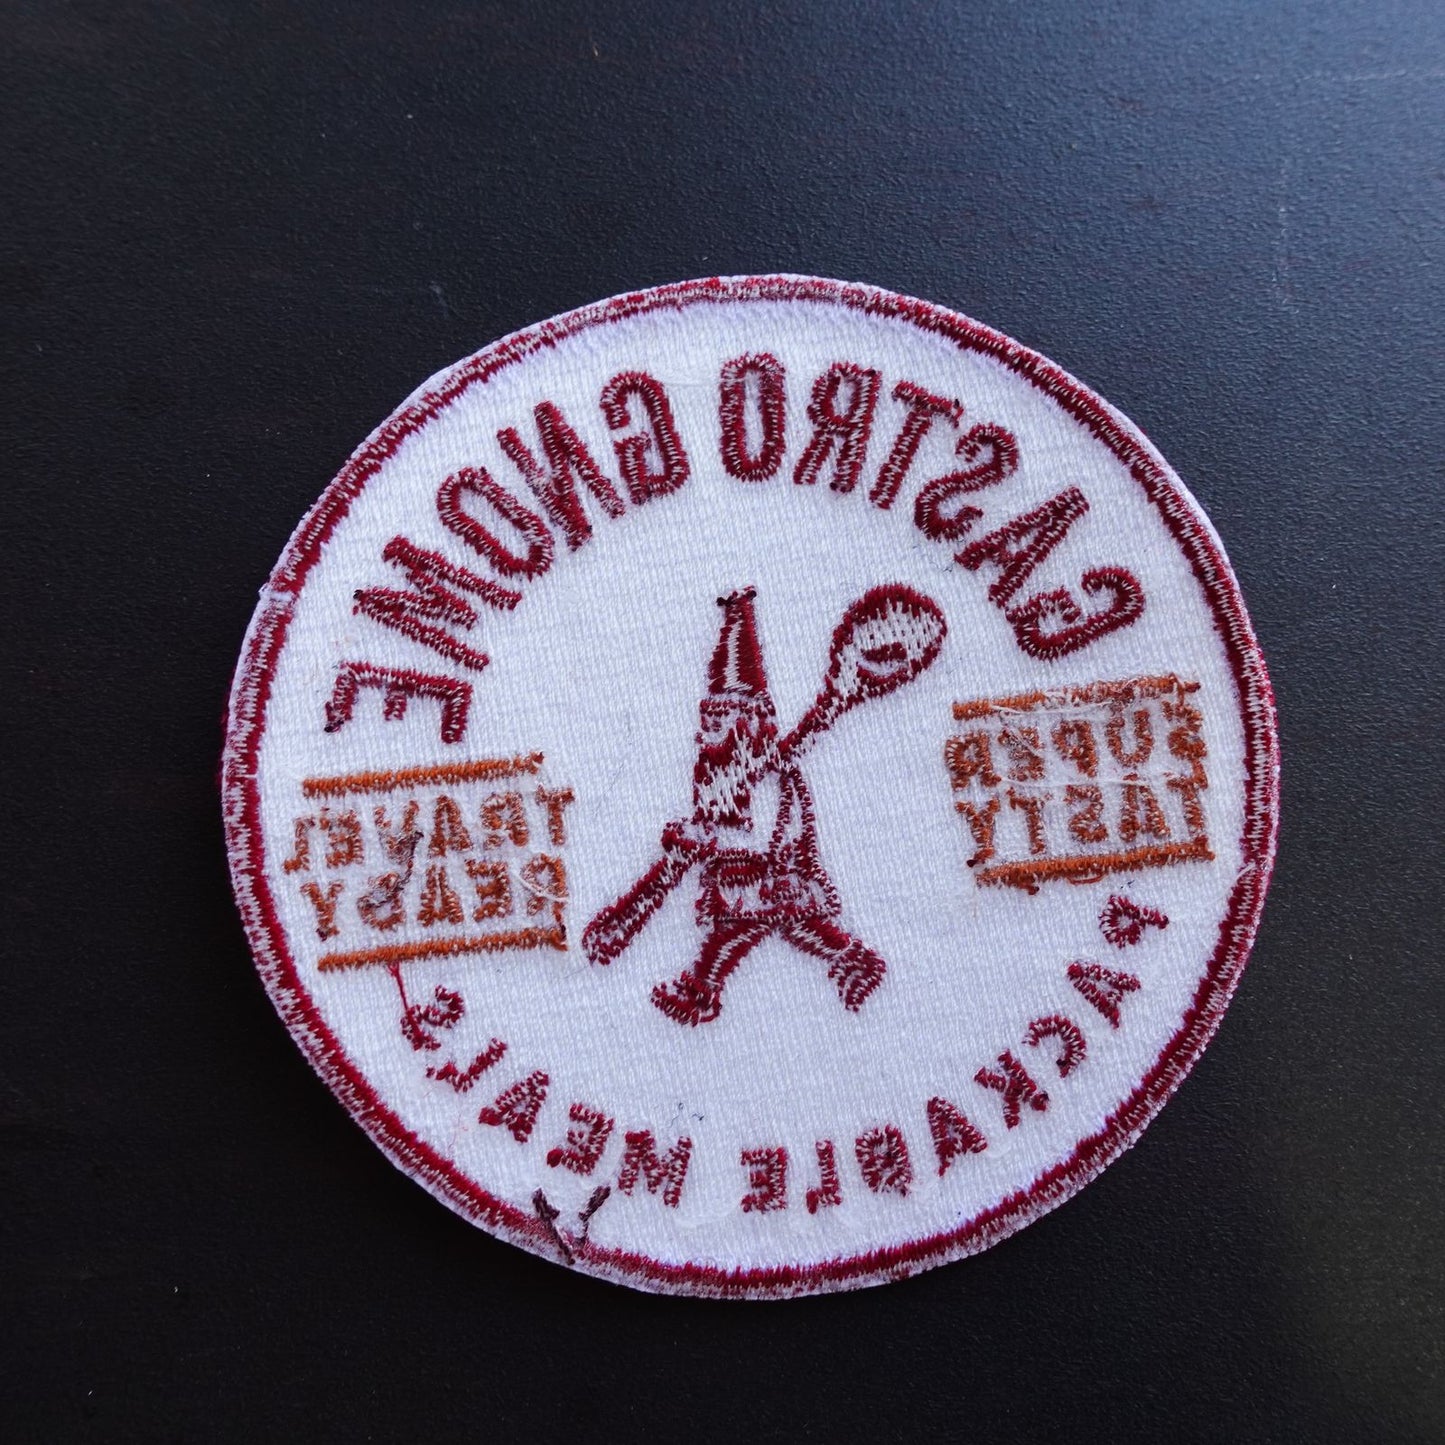 GASTRO GNOME
SUPER
TASTY
TRAVEL
READY
PACKABLE MEALS